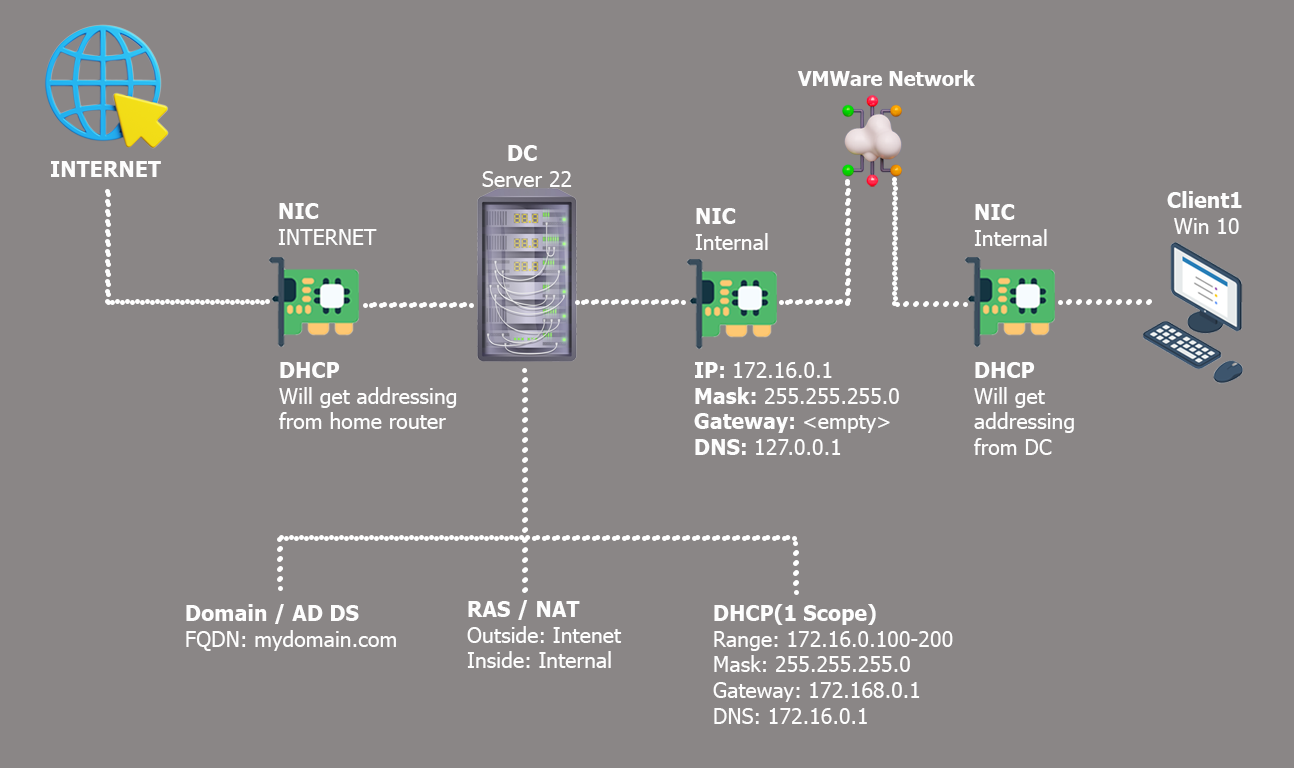 INTERNET
NIC
INTERNET
DHCP
Will get addressing
from home router
DC
Server 22
NIC
Internal
IP: 172.16.0.1
Mask: 255.255.255.0
Gateway: <empty>
DNS: 127.0.0.1
VMWare Network
NIC
Internal
DHCP
Will get
addressing
from DC
Client1
Win 10
Domain / AD DS
FQDN: mydomain.com
RAS / NAT
Outside: Intenet
Inside: Internal
DHCP(1 Scope)
Range: 172.16.0.100-200
Mask: 255.255.255.0
Gateway: 172.168.0.1
DNS: 172.16.0.1